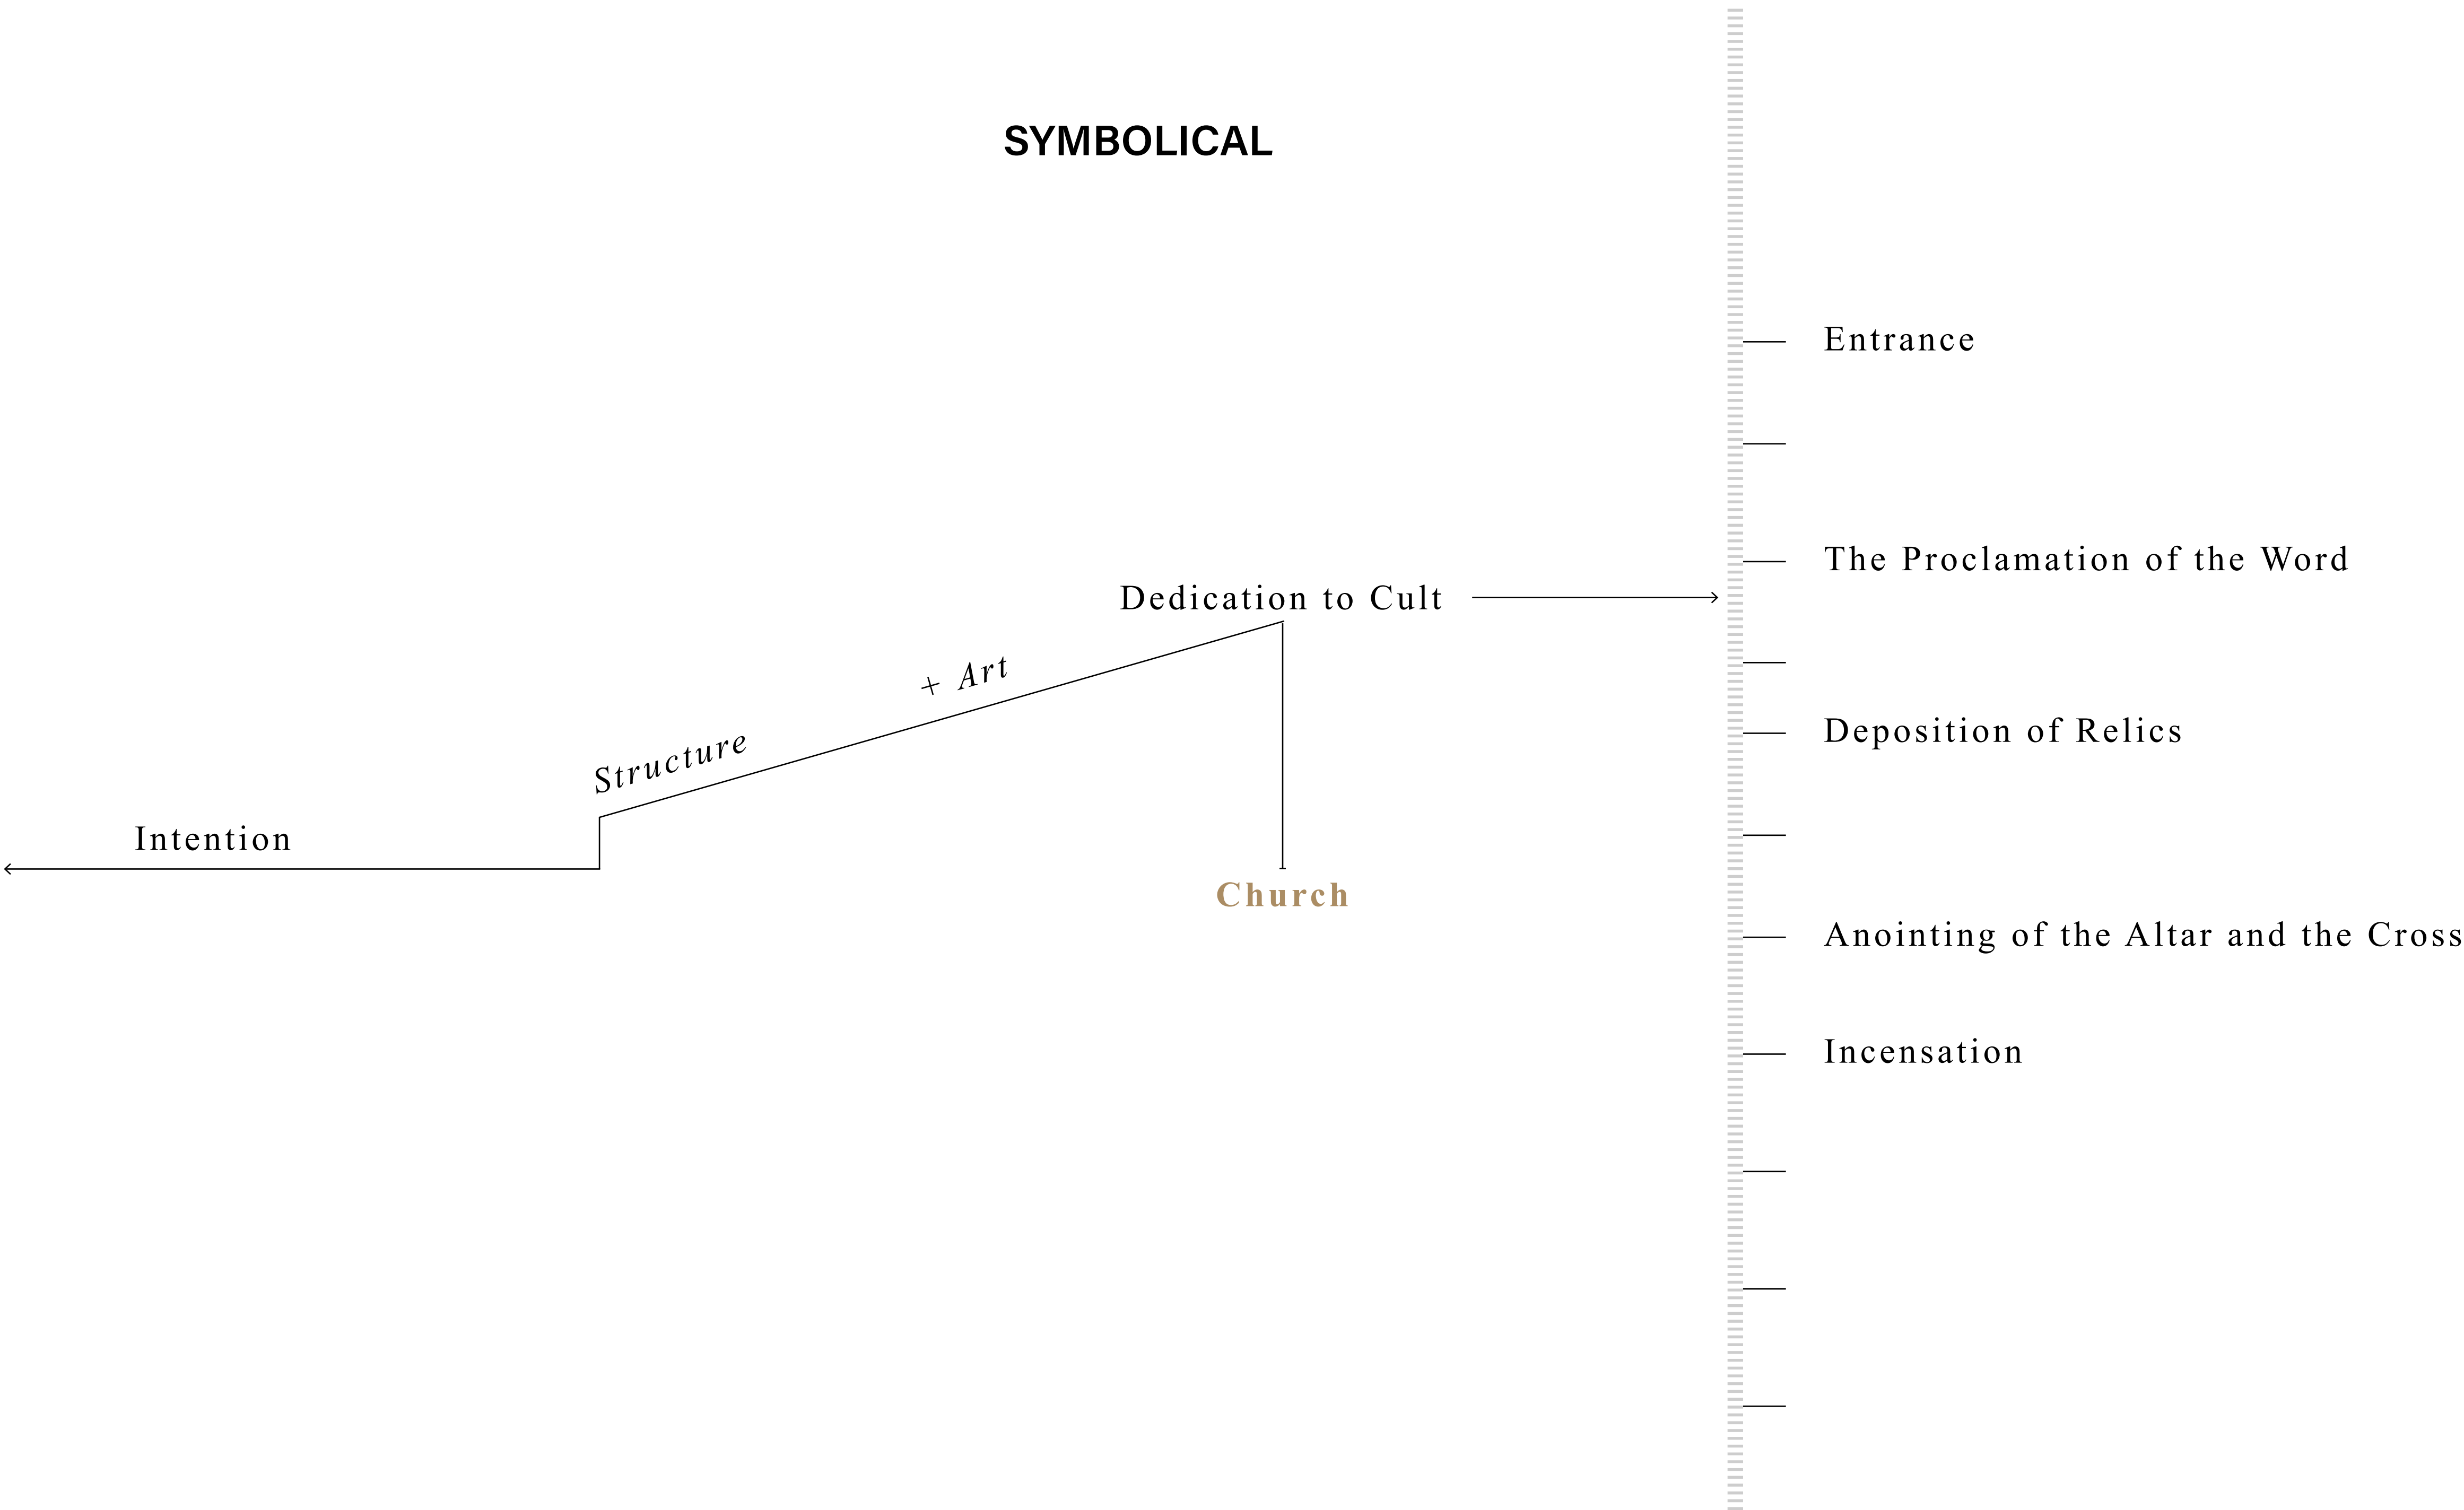 SYMBOLICAL
Entrance
The Proclamation of the Word
Dedication to Cult
+ Art
Structure
Deposition of Relics
Intention
Church
Anointing of the Altar and the Cross
Incensation